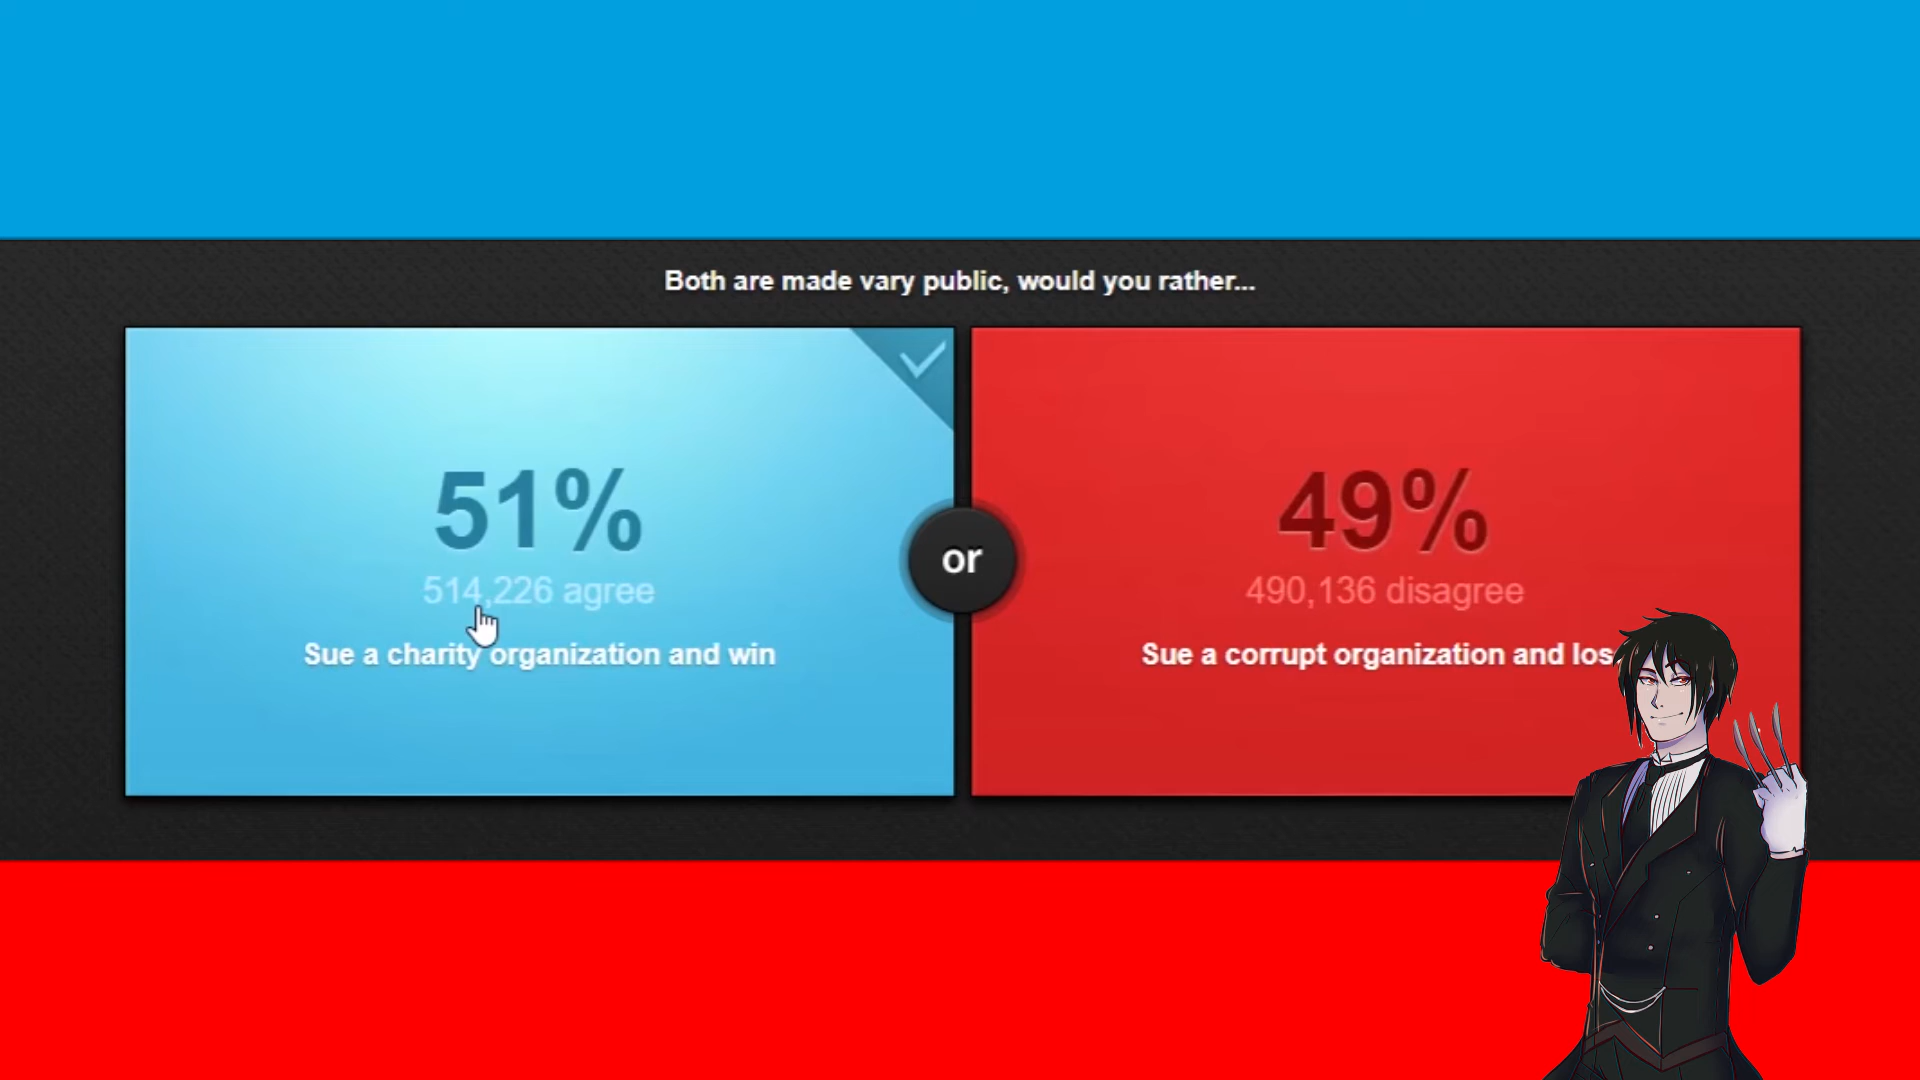 Both are made vary public, would you rather...
51%
514,226 agree
Sue a charity organization and win
or
49%
490,136 disagree
Sue a corrupt organization and los